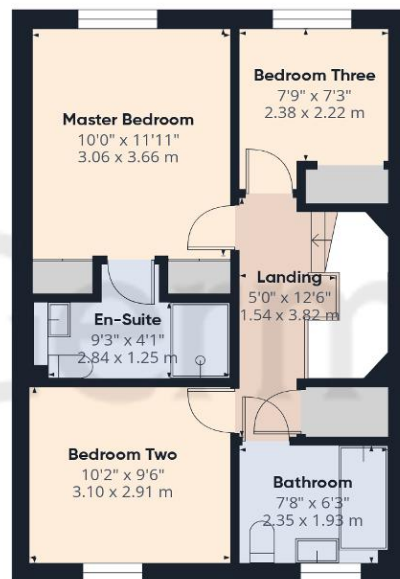 Master Bedroom
10'0" x 11'11"
3.06 x 3.66 m
Bedroom Three
7'9" x 7'3"
2.38 x 2.22 m
Landing
5'0" x 12'6"
1.54 x 3.82 m
En-Suite
9'3" x 4'1"
2.84 x 1.25 m
Bedroom Two
10'2" x 9'6"
3.10 x 2.91 m
Bathroom
7'8" x 6'3"
2.35 x 1.93 m